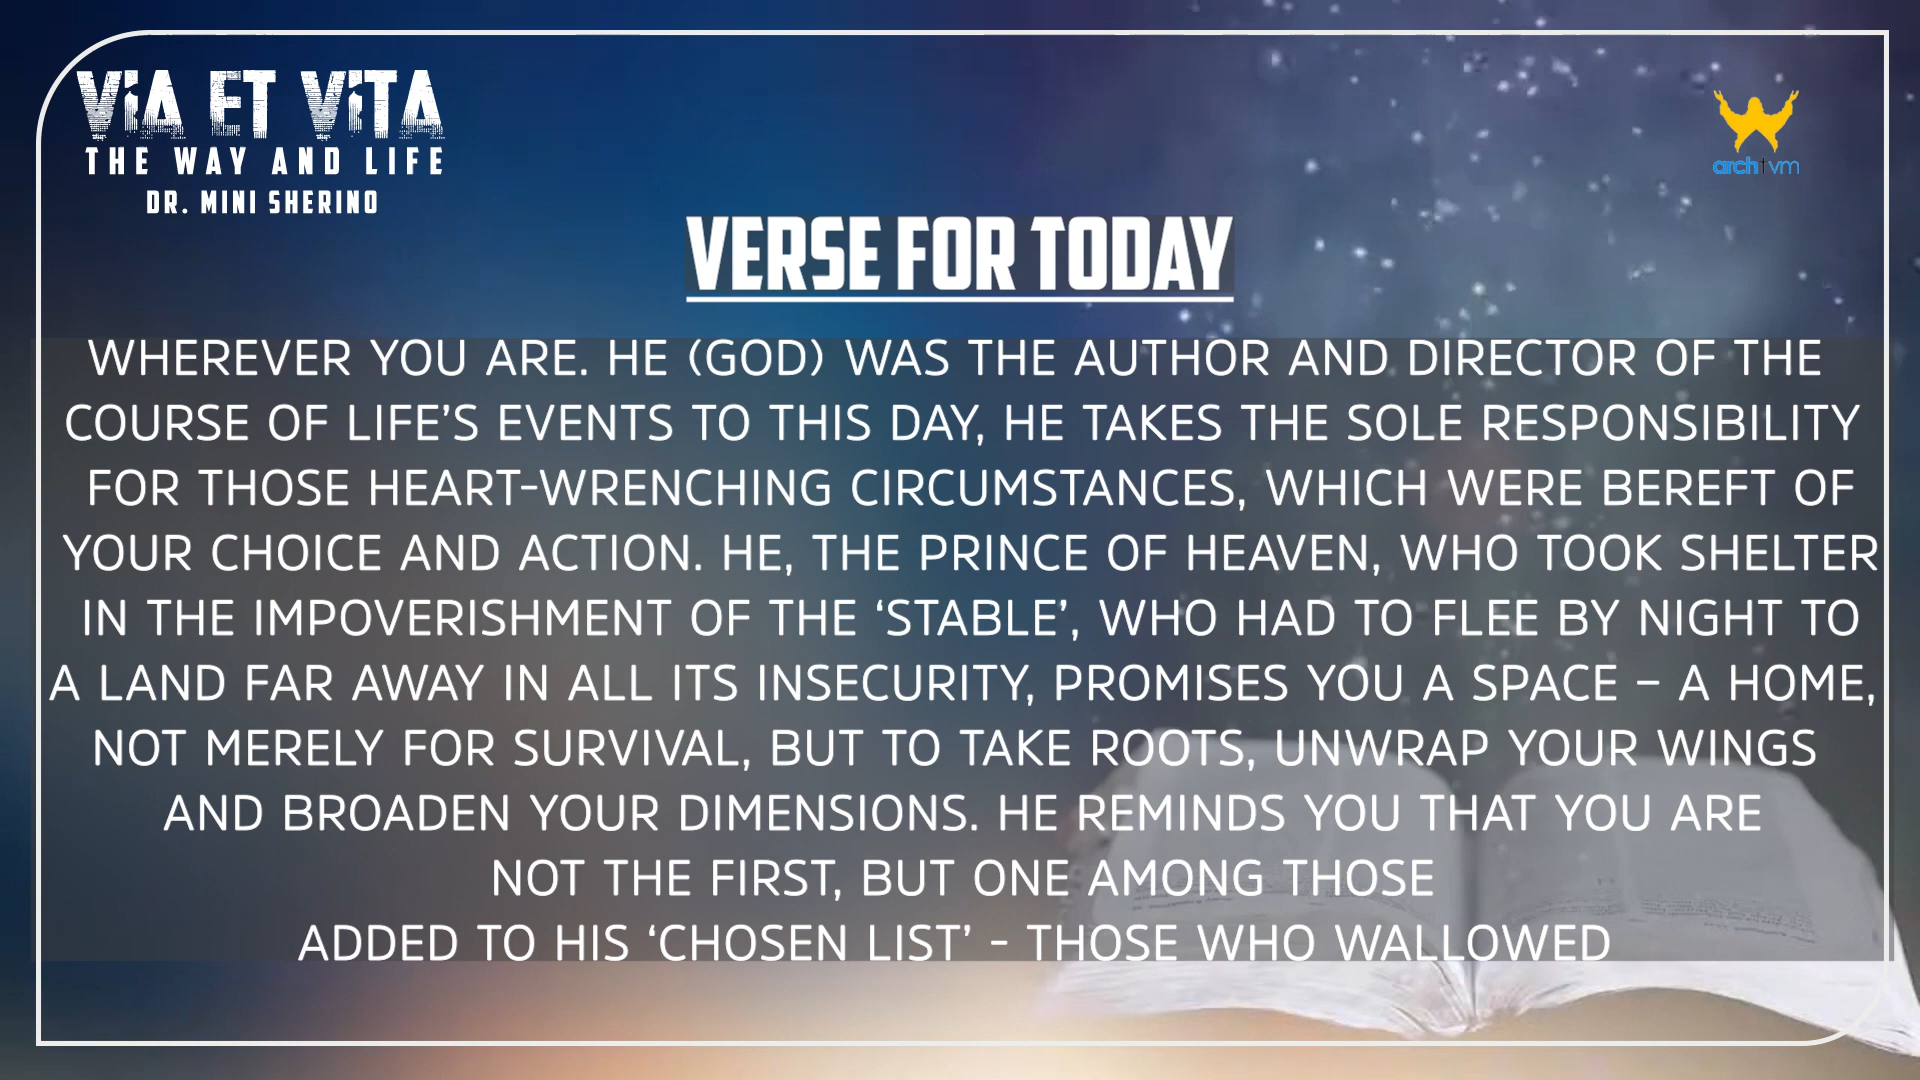 ViA ET ViTA
THE WAY AND LIFE
DR. MINI SHERINO
arch tvm
VERSE FOR TODAY
WHEREVER YOU ARE. HE (GOD) WAS THE AUTHOR AND DIRECTOR OF THE
COURSE OF LIFE’S EVENTS TO THIS DAY, HE TAKES THE SOLE RESPONSIBILITY
FOR THOSE HEART-WRENCHING CIRCUMSTANCES, WHICH WERE BEREFT OF
YOUR CHOICE AND ACTION. HE, THE PRINCE OF HEAVEN, WHO TOOK SHELTER
IN THE IMPOVERISHMENT OF THE ‘STABLE’, WHO HAD TO FLEE BY NIGHT TO
A LAND FAR AWAY IN ALL ITS INSECURITY, PROMISES YOU A SPACE – A HOME,
NOT MERELY FOR SURVIVAL, BUT TO TAKE ROOTS, UNWRAP YOUR WINGS
AND BROADEN YOUR DIMENSIONS. HE REMINDS YOU THAT YOU ARE
NOT THE FIRST, BUT ONE AMONG THOSE
ADDED TO HIS ‘CHOSEN LIST’ - THOSE WHO WALLOWED